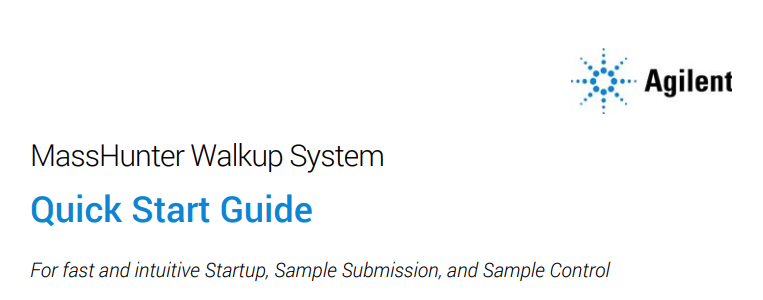 Agilent
MassHunter Walkup System
Quick Start Guide
For fast and intuitive Startup, Sample Submission, and Sample Control